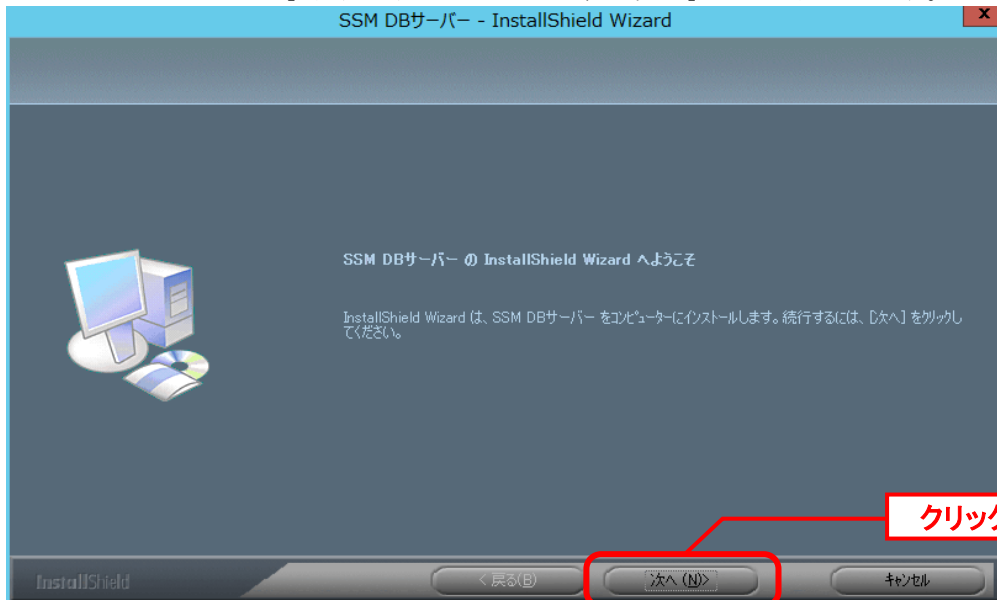 SSM DBサーバー - InstallShield Wizard
x
SSM DBサーバー の InstallShield Wizard へようこそ
InstallShield Wizard は、SSM DBサーバー をコンピューターにインストールします。続行するには、[次へ] をクリックし
てください。
クリック
InstallShield
< 戻る(B)
次へ (N)>
キャンセル